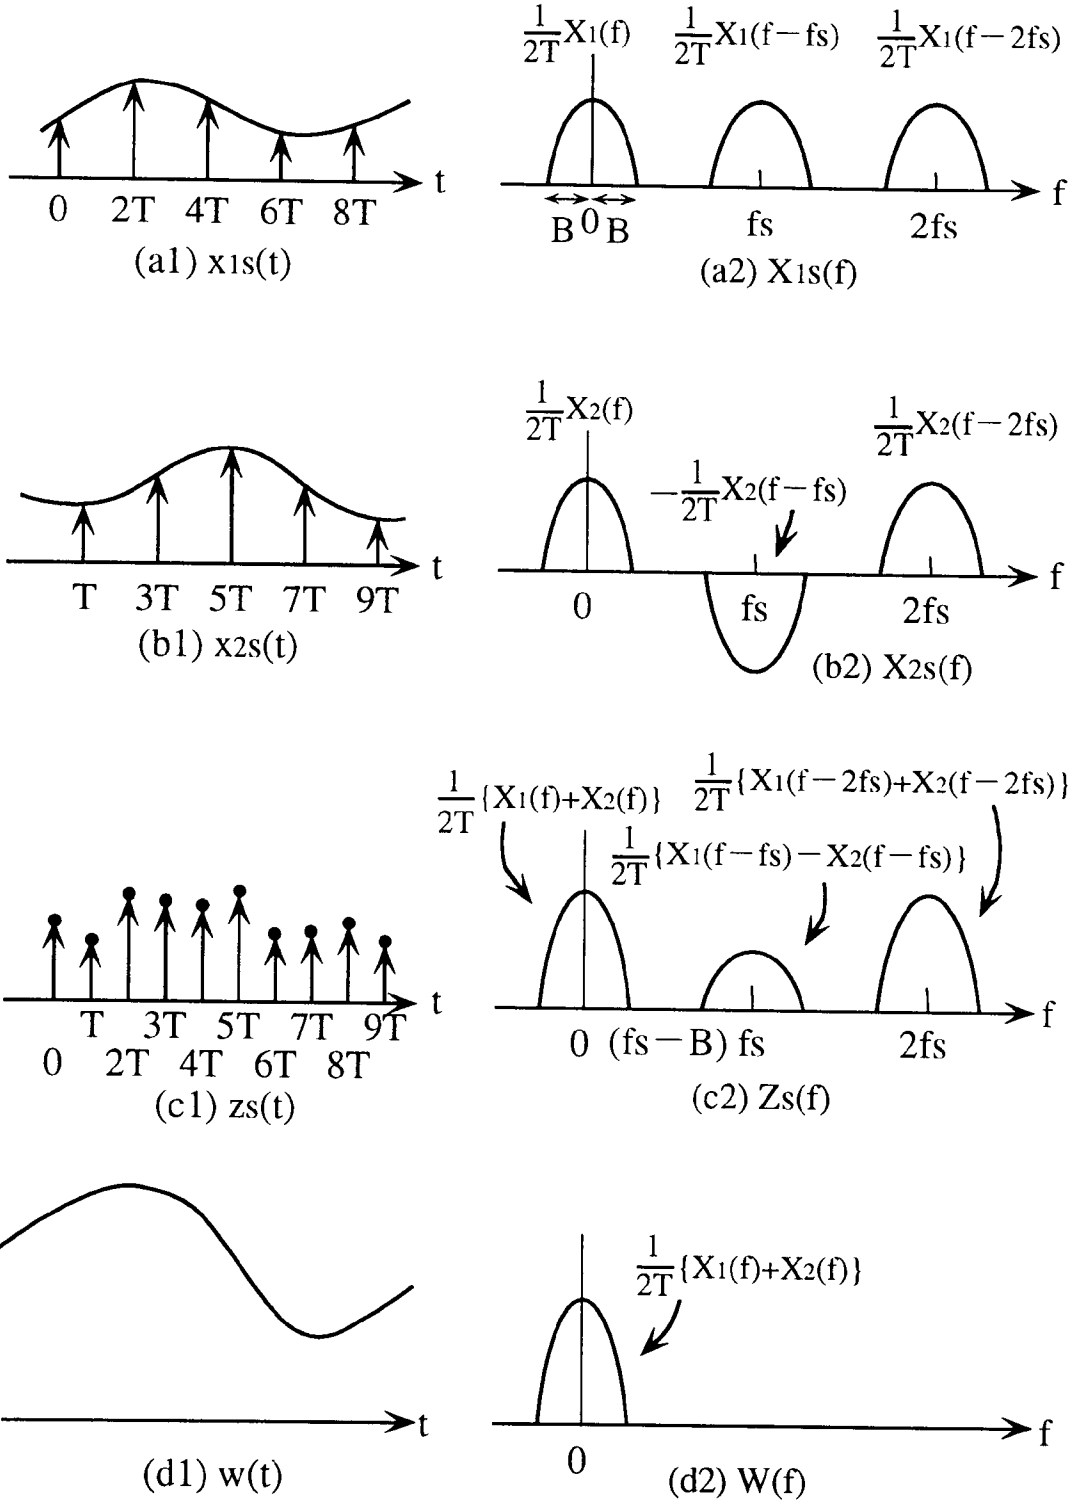 1/2T X1(f)
1/2T X1(f−fs)
1/2T X1(f−2fs)
t
0 2T 4T 6T 8T
(a1) x1s(t)
f
B 0 B
fs
2fs
(a2) X1s(f)
1/2T X2(f)
−1/2T X2(f−fs)
1/2T X2(f−2fs)
t
T 3T 5T 7T 9T
(b1) x2s(t)
f
0
fs
2fs
(b2) X2s(f)
1/2T {X1(f)+X2(f)}
1/2T {X1(f−2fs)+X2(f−2fs)}
1/2T {X1(f−fs)−X2(f−fs)}
t
T 3T 5T 7T 9T
0 2T 4T 6T 8T
(c1) zs(t)
f
0 (fs−B) fs 2fs
(c2) Zs(f)
t
(d1) w(t)
1/2T {X1(f)+X2(f)}
f
0
(d2) W(f)